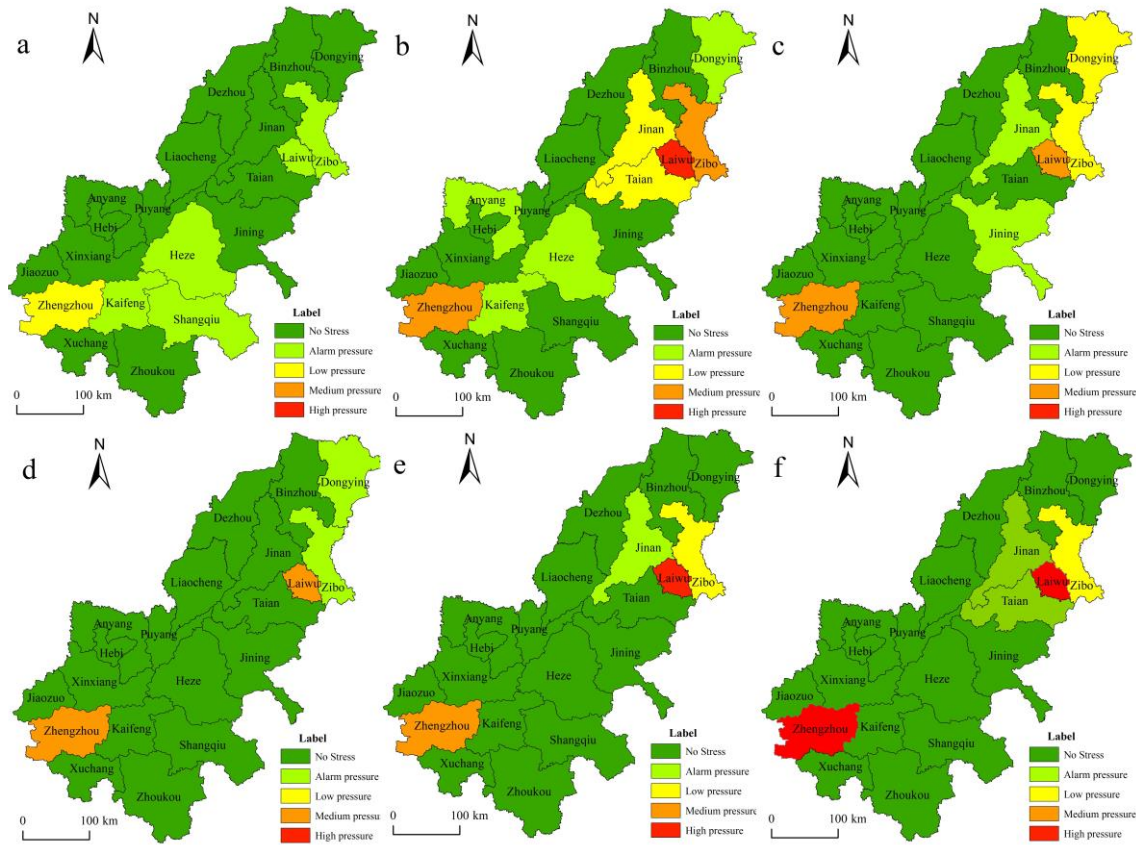 a
N
Dongying
Binzhou
Dezhou
Jinan
Liaocheng
Laiwu
Zibo
Taian
Anyang
Puyang
Hebi
Jining
Xinxiang
Heze
Jiaozuo
Zhengzhou
Kaifeng
Shangqiu
Xuchang
Zhoukou
Label
No Stress
Alarm pressure
Low pressure
Medium pressure
High pressure
0 100 km
b
N
Dongying
Binzhou
Dezhou
Jinan
Liaocheng
Laiwu
Zibo
Taian
Anyang
Puyang
Hebi
Jining
Xinxiang
Heze
Jiaozuo
Zhengzhou
Kaifeng
Shangqiu
Xuchang
Zhoukou
Label
No Stress
Alarm pressure
Low pressure
Medium pressure
High pressure
0 100 km
c
N
Dongying
Binzhou
Dezhou
Jinan
Liaocheng
Laiwu
Zibo
Taian
Anyang
Puyang
Hebi
Jining
Xinxiang
Heze
Jiaozuo
Zhengzhou
Kaifeng
Shangqiu
Xuchang
Zhoukou
Label
No Stress
Alarm pressure
Low pressure
Medium pressure
High pressure
0 100 km
d
N
Dongying
Binzhou
Dezhou
Jinan
Liaocheng
Laiwu
Zibo
Taian
Anyang
Puyang
Hebi
Jining
Xinxiang
Heze
Jiaozuo
Zhengzhou
Kaifeng
Shangqiu
Xuchang
Zhoukou
Label
No Stress
Alarm pressure
Low pressure
Medium pressure
High pressure
0 100 km
e
N
Dongying
Binzhou
Dezhou
Jinan
Liaocheng
Laiwu
Zibo
Taian
Anyang
Puyang
Hebi
Jining
Xinxiang
Heze
Jiaozuo
Zhengzhou
Kaifeng
Shangqiu
Xuchang
Zhoukou
Label
No Stress
Alarm pressure
Low pressure
Medium pressure
High pressure
0 100 km
f
N
Dongying
Binzhou
Dezhou
Jinan
Liaocheng
Laiwu
Zibo
Taian
Anyang
Puyang
Hebi
Jining
Xinxiang
Heze
Jiaozuo
Zhengzhou
Kaifeng
Shangqiu
Xuchang
Zhoukou
Label
No Stress
Alarm pressure
Low pressure
Medium pressure
High pressure
0 100 km